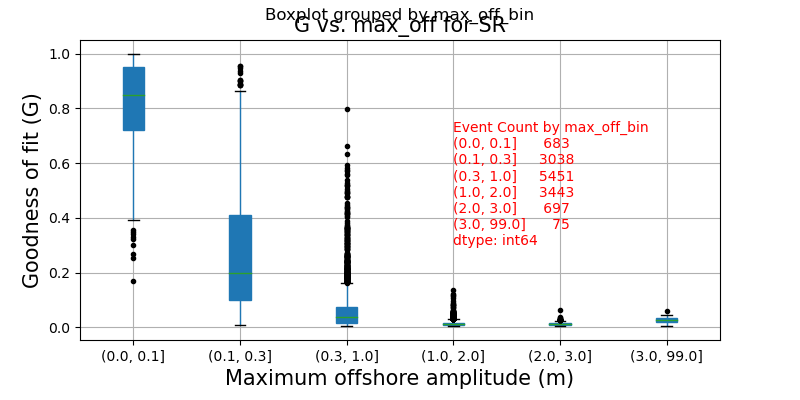 Boxplot grouped by max_off_bin
G vs. max_off for SR
Goodness of fit (G)
1.0
0.8
0.6
0.4
0.2
0.0
Event Count by max_off_bin
(0.0, 0.1] 683
(0.1, 0.3] 3038
(0.3, 1.0] 5451
(1.0, 2.0] 3443
(2.0, 3.0] 697
(3.0, 99.0] 75
dtype: int64
(0.0, 0.1] (0.1, 0.3] (0.3, 1.0] (1.0, 2.0] (2.0, 3.0] (3.0, 99.0]
Maximum offshore amplitude (m)